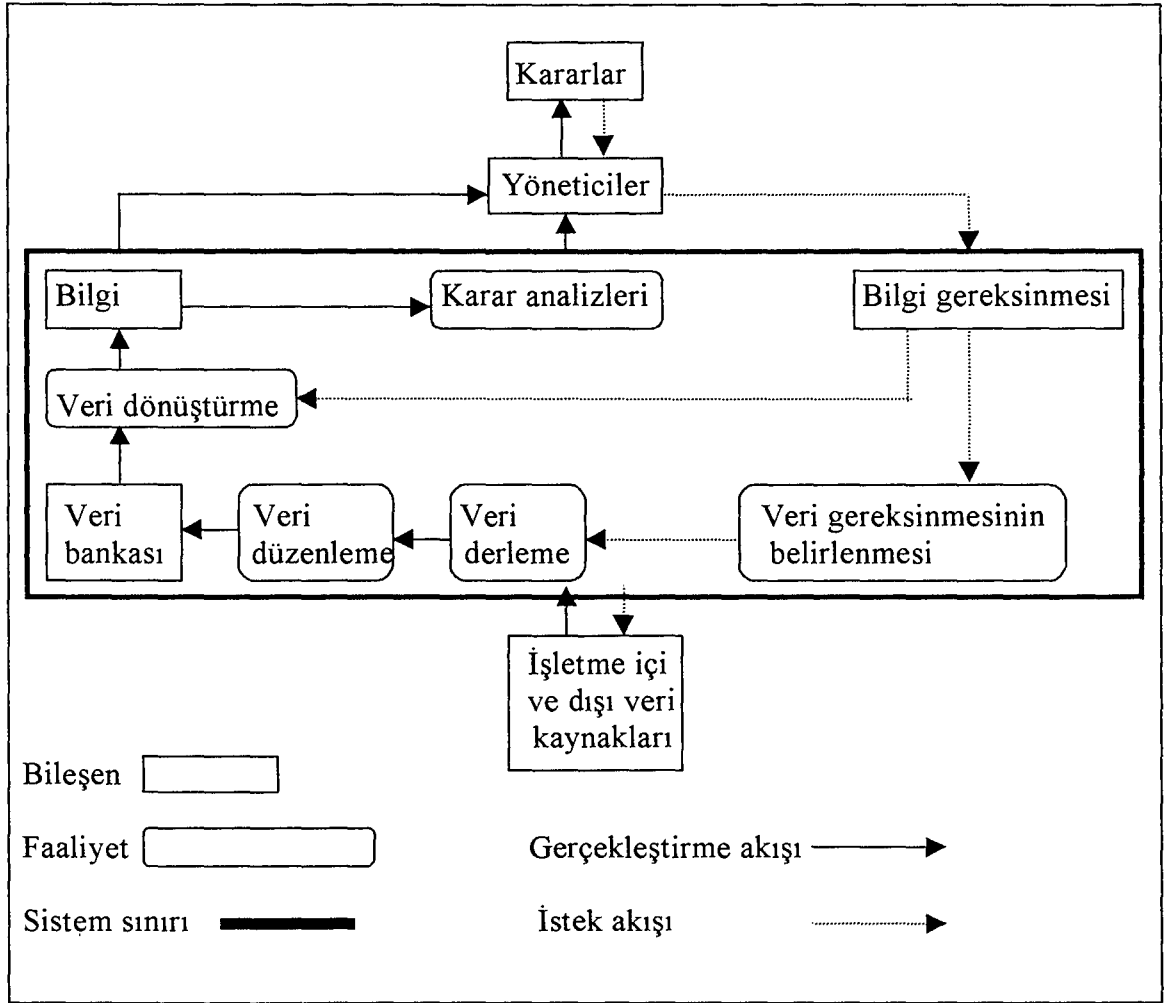 Kararlar
Yöneticiler
Bilgi
Karar analizleri
Bilgi gereksinmesi
Veri dönüştürme
Veri
bankası
Veri
düzenleme
Veri
derleme
Veri gereksinmesinin
belirlenmesi
İşletme içi
ve dışı veri
kaynakları
Bileşen
Faaliyet
Gerçekleştirme akışı
Sistem sınırı
İstek akışı